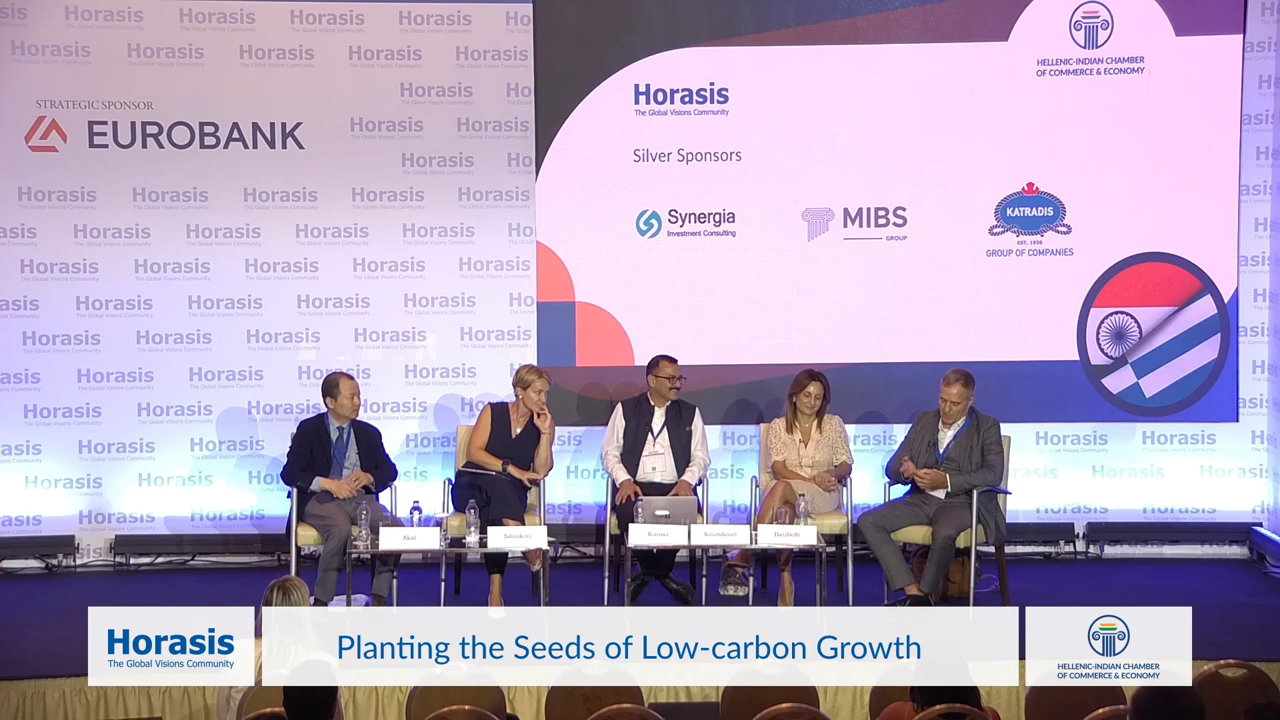 STRATEGIC SPONSOR
EUROBANK
Horasis
The Global Visions Community
HELLENIC-INDIAN CHAMBER
OF COMMERCE & ECONOMY
Horasis
The Global Visions Community
Silver Sponsors
Synergia
Investment Consulting
MIBS
GROUP
KATRADIS
EST. 1936
GROUP OF COMPANIES
Akai
Kumar
Horasis
The Global Visions Community
Planting the Seeds of Low-carbon Growth
HELLENIC-INDIAN CHAMBER
OF COMMERCE & ECONOMY